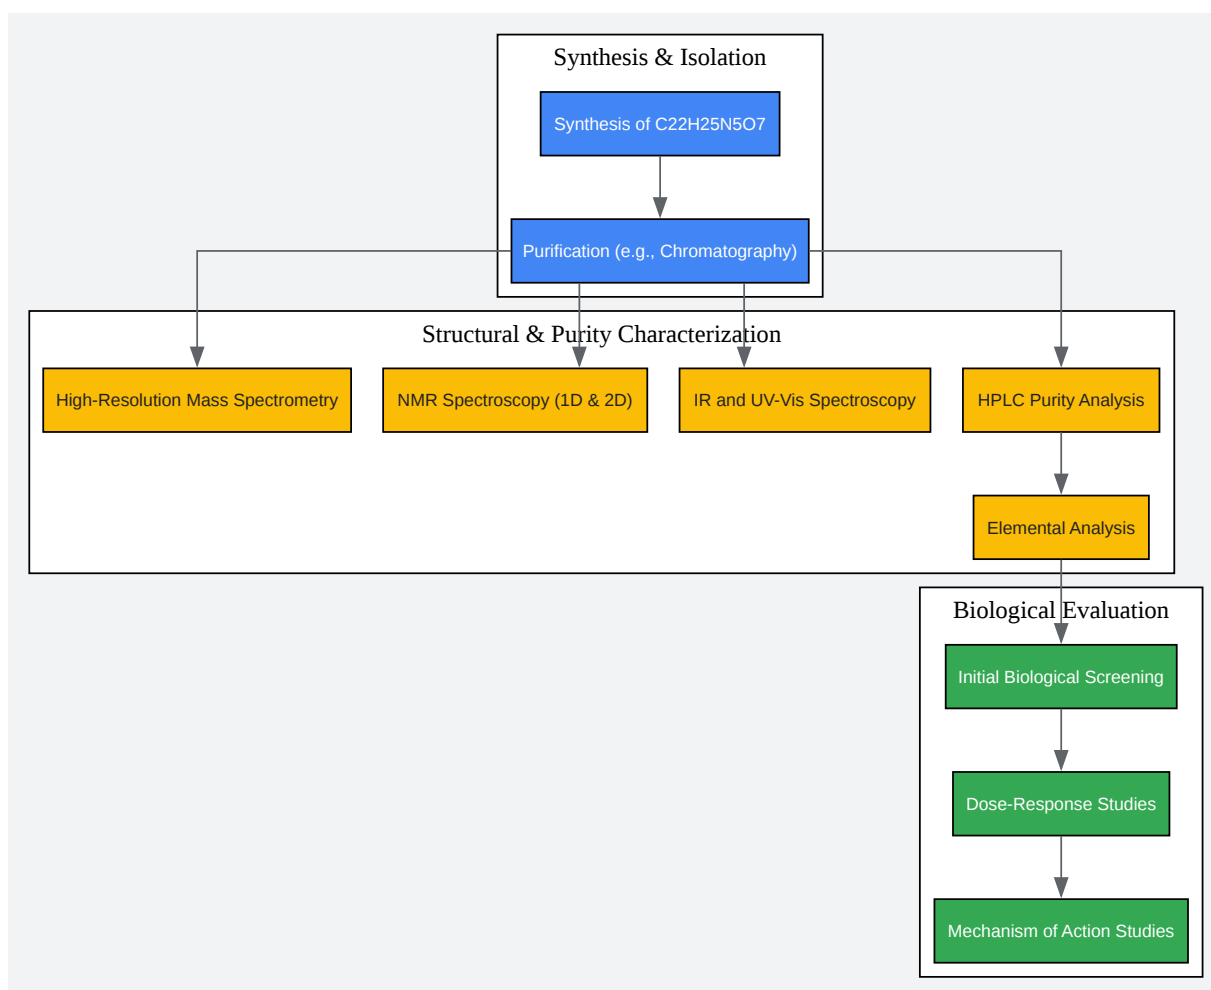 Synthesis & Isolation
Synthesis of C22H25N5O7
Purification (e.g., Chromatography)
Structural & Purity Characterization
High-Resolution Mass Spectrometry
NMR Spectroscopy (1D & 2D)
IR and UV-Vis Spectroscopy
HPLC Purity Analysis
Elemental Analysis
Biological Evaluation
Initial Biological Screening
Dose-Response Studies
Mechanism of Action Studies